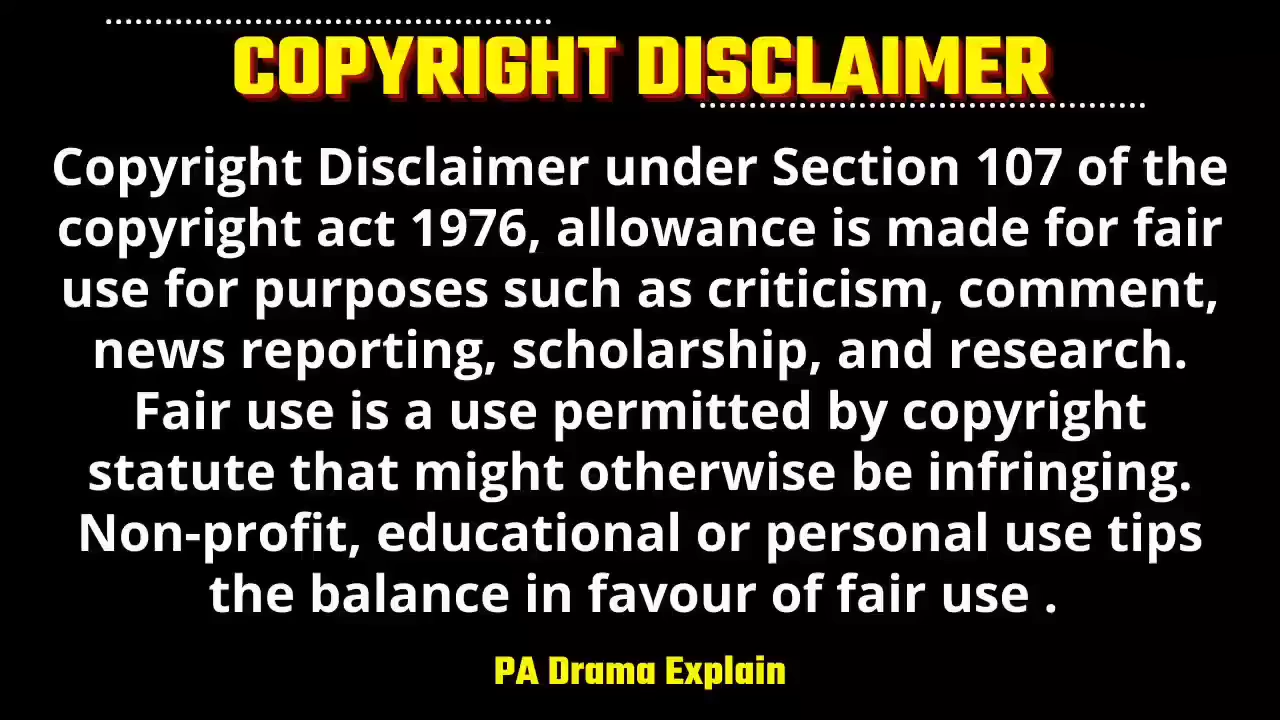 COPYRIGHT DISCLAIMER
Copyright Disclaimer under Section 107 of the
copyright act 1976, allowance is made for fair
use for purposes such as criticism, comment,
news reporting, scholarship, and research.
Fair use is a use permitted by copyright
statute that might otherwise be infringing.
Non-profit, educational or personal use tips
the balance in favour of fair use .
PA Drama Explain